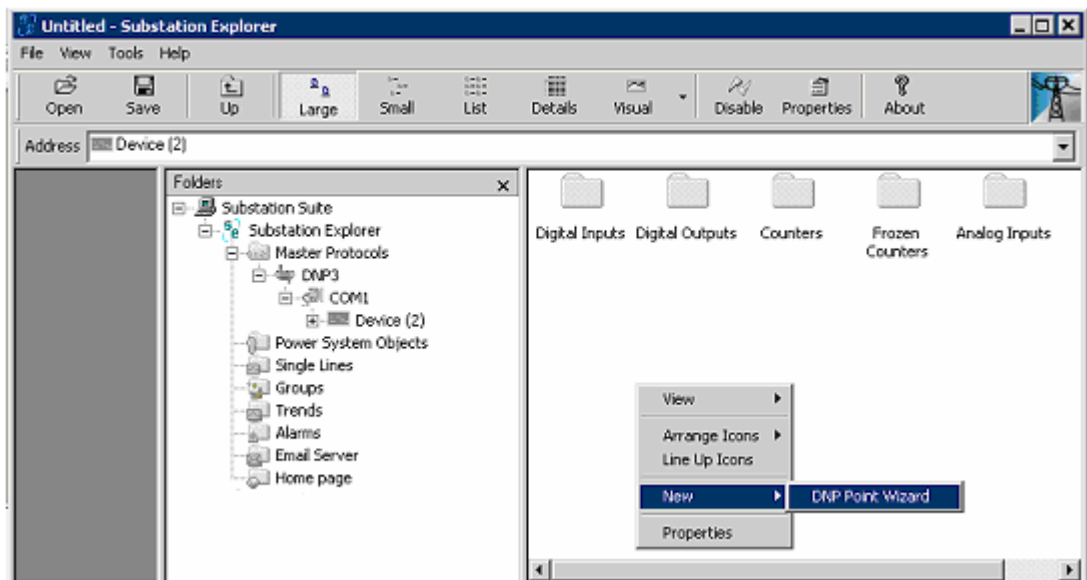 Untitled - Substation Explorer
File View Tools Help
Open Save Up Large Small List Details Visual Disable Properties About
Address Device (2)
Folders
Substation Suite
Substation Explorer
Master Protocols
DNP3
COM1
Device (2)
Power System Objects
Single Lines
Groups
Trends
Alarms
Email Server
Home page
Digital Inputs Digital Outputs Counters Frozen Counters Analog Inputs
View
Arrange Icons
Line Up Icons
New DNP Point Wizard
Properties